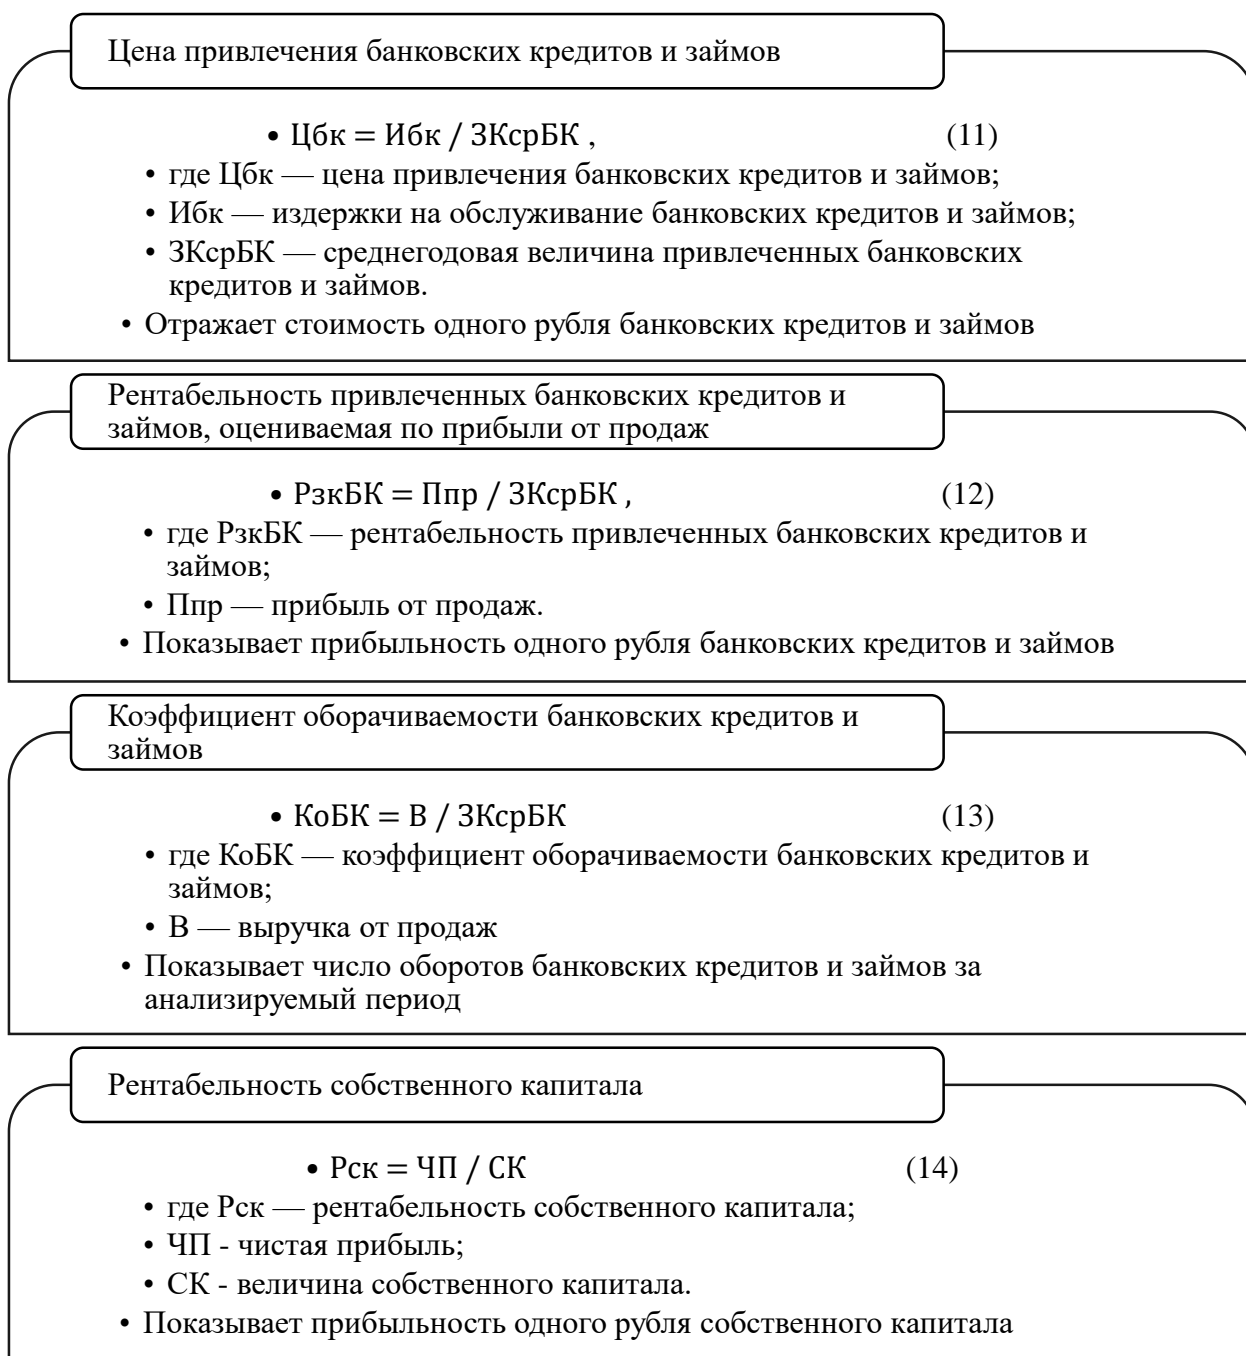 Цена привлечения банковских кредитов и займов
• Цбк = Ибк / ЗКсрБК , (11)
• где Цбк — цена привлечения банковских кредитов и займов;
• Ибк — издержки на обслуживание банковских кредитов и займов;
• ЗКсрБК — среднегодовая величина привлеченных банковских
кредитов и займов.
• Отражает стоимость одного рубля банковских кредитов и займов
Рентабельность привлеченных банковских кредитов и
займов, оцениваемая по прибыли от продаж
• РзкБК = Ппр / ЗКсрБК , (12)
• где РзкБК — рентабельность привлеченных банковских кредитов и
займов;
• Ппр — прибыль от продаж.
• Показывает прибыльность одного рубля банковских кредитов и займов
Коэффициент оборачиваемости банковских кредитов и
займов
• КоБК = В / ЗКсрБК (13)
• где КоБК — коэффициент оборачиваемости банковских кредитов и
займов;
• В — выручка от продаж
• Показывает число оборотов банковских кредитов и займов за
анализируемый период
Рентабельность собственного капитала
• Рск = ЧП / СК (14)
• где Рск — рентабельность собственного капитала;
• ЧП - чистая прибыль;
• СК - величина собственного капитала.
• Показывает прибыльность одного рубля собственного капитала